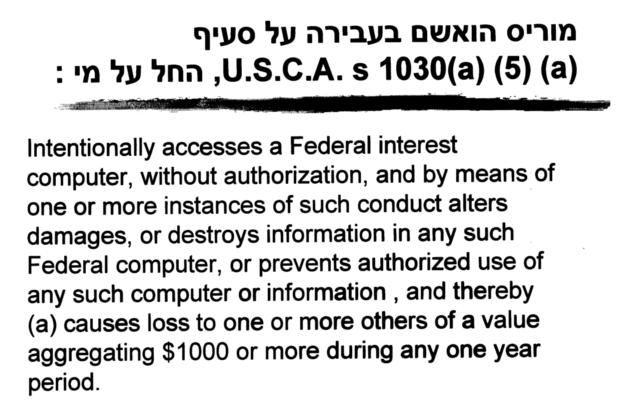 מוריס הואשם בעבירה על סעיף
U.S.C.A. s 1030(a) (5) (a), החל על מי :
Intentionally accesses a Federal interest
computer, without authorization, and by means of
one or more instances of such conduct alters
damages, or destroys information in any such
Federal computer, or prevents authorized use of
any such computer or information , and thereby
(a) causes loss to one or more others of a value
aggregating $1000 or more during any one year
period.